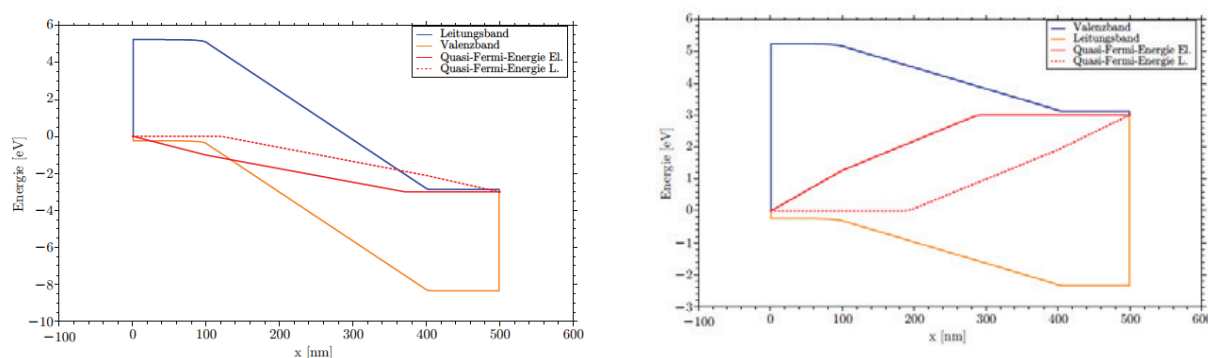 6
4
2
0
−2
−4
−6
−8
−10
Energie [eV]
−100
0
100
200
300
400
500
600
x [nm]
Leitungsband
Valenzband
Quasi-Fermi-Energie El.
Quasi-Fermi-Energie L.
6
5
4
3
2
1
0
−1
−2
−3
Energie [eV]
−100
0
100
200
300
400
500
600
x [nm]
Valenzband
Leitungsband
Quasi-Fermi-Energie El.
Quasi-Fermi-Energie L.